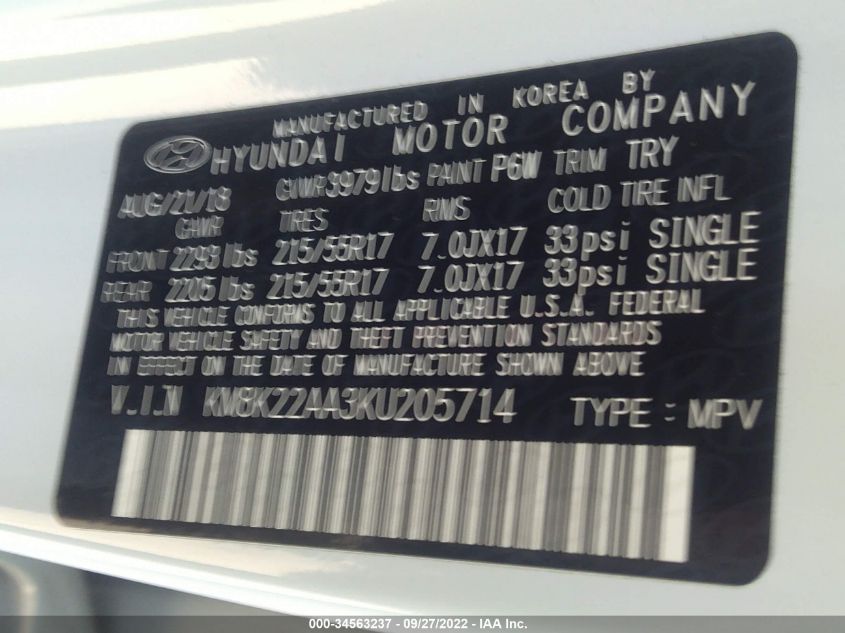 MANUFACTURED IN KOREA BY
HYUNDAI MOTOR COMPANY
AUG/21/18 GVWR 3979lbs PAINT P6W TRIM TRY
GAWR TIRES RIMS COLD TIRE INFL
FRONT 2293 lbs 215/55R17 7.0JX17 33psi SINGLE
REAR 2205 lbs 215/55R17 7.0JX17 33psi SINGLE
THIS VEHICLE CONFORMS TO ALL APPLICABLE U.S.A. FEDERAL
MOTOR VEHICLE SAFETY AND THEFT PREVENTION STANDARDS
IN EFFECT ON THE DATE OF MANUFACTURE SHOWN ABOVE
V.I.N KM8K22AA3KU205714 TYPE : MPV
000-34563237 - 09/27/2022 - IAA Inc.